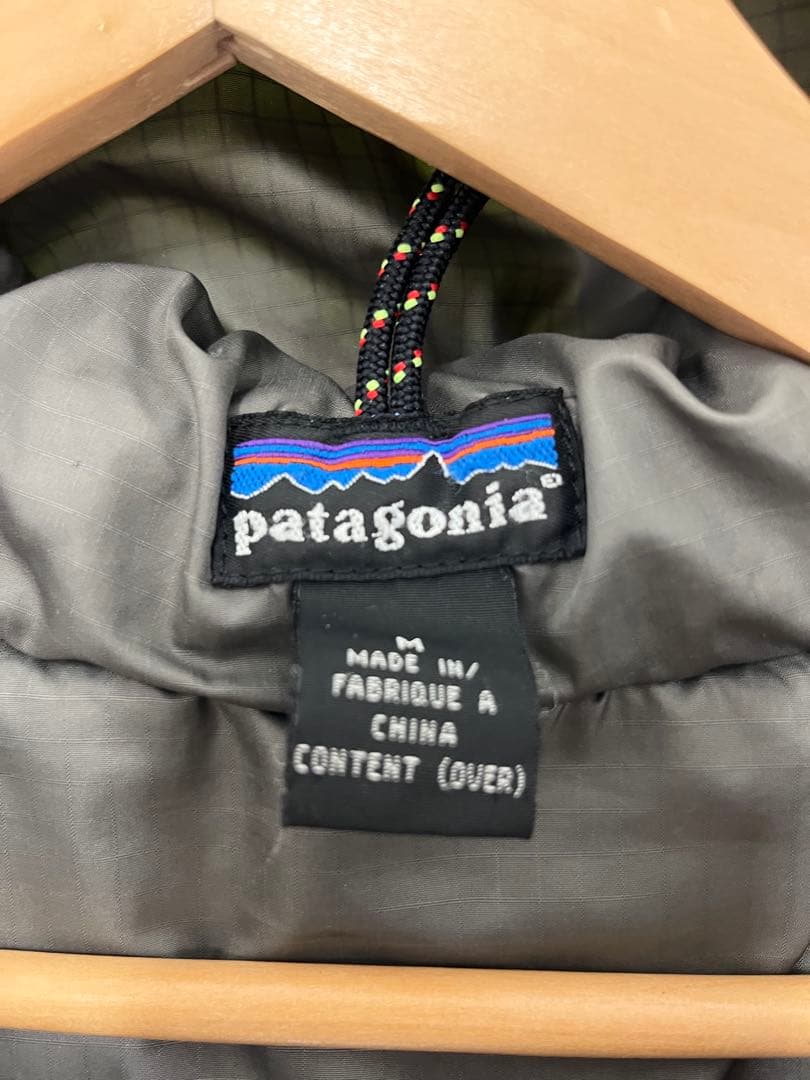 patagonia®
M
MADE IN/
FABRIQUE A
CHINA
CONTENT (OVER)